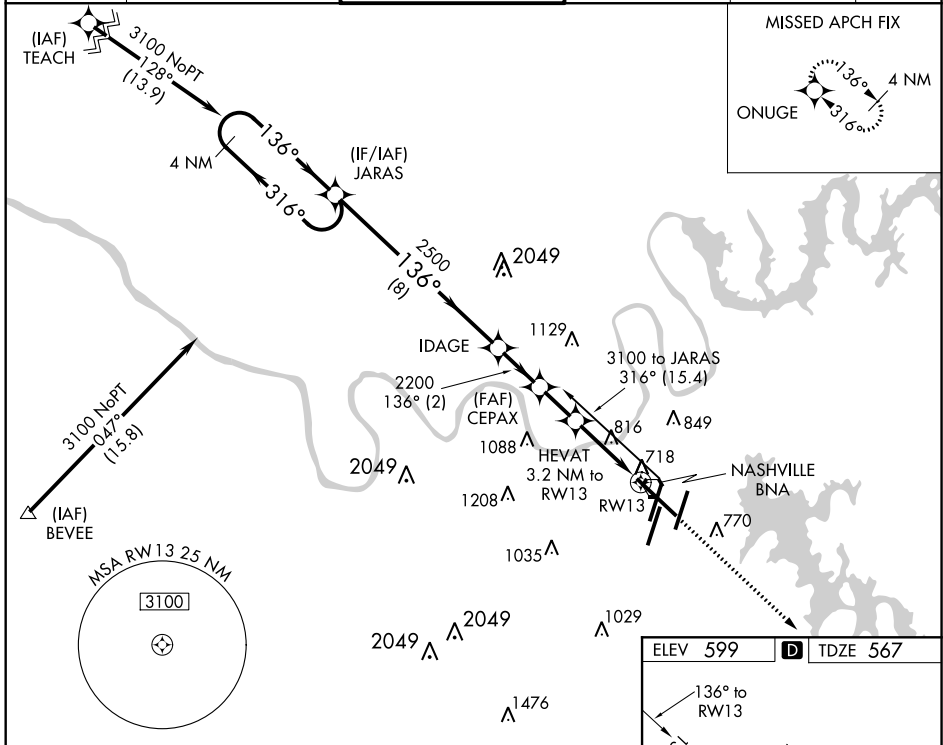 (IAF)
TEACH
3100 NoPT
128°
(13.9)
MISSED APCH FIX
136°
4 NM
ONUGE
316°
136°
4 NM
316°
(IF/IAF)
JARAS
2500
136°
(8)
2049
1129
IDAGE
3100 to JARAS
316° (15.4)
2200
136° (2)
(FAF)
CEPAX
816
849
3100 NoPT
047°
(15.8)
1088
HEVAT
3.2 NM to
RW13
718
NASHVILLE
BNA
2049
1208
RW13
(IAF)
BEVEE
770
1035
MSA RW13 25 NM
3100
2049
2049
1029
1476
ELEV 599
D
TDZE 567
136° to
RW13